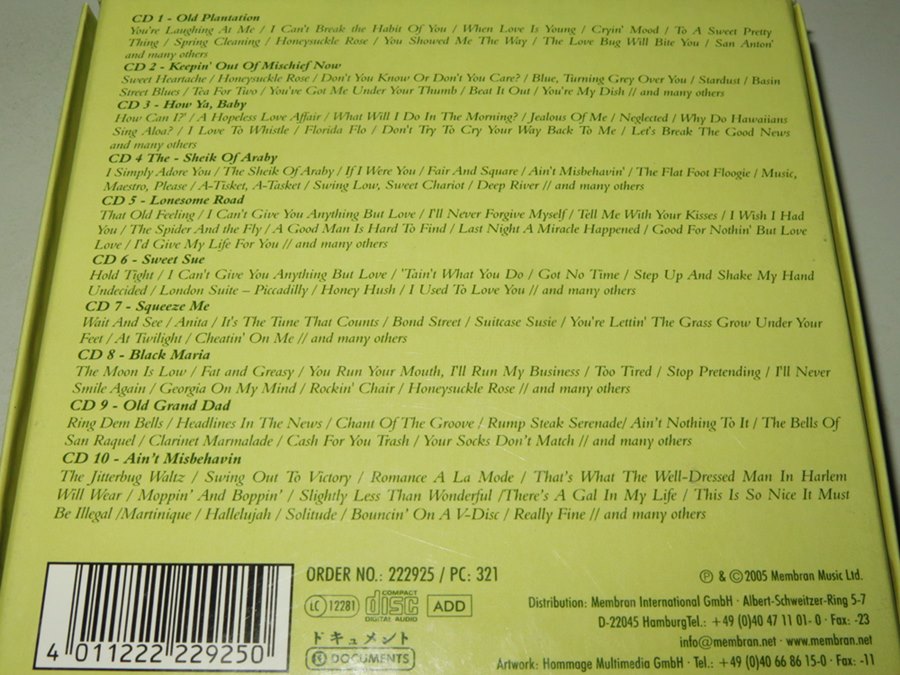 CD 1 - Old Plantation
You're Laughing At Me / I Can't Break the Habit Of You / When Love Is Young / Cryin' Mood / To A Sweet Pretty
Thing / Spring Cleaning / Honeysuckle Rose / You Showed Me The Way / The Love Bug Will Bite You / San Anton'
and many others
CD 2 - Keepin' Out Of Mischief Now
Sweet Heartache / Honeysuckle Rose / Don't You Know Or Don't You Care? / Blue, Turning Grey Over You / Stardust / Basin
Street Blues / Tea For Two / You've Got Me Under Your Thumb / Beat It Out / You're My Dish // and many others
CD 3 - How Ya, Baby
How Can I?' / A Hopeless Love Affair / What Will I Do In The Morning? / Jealous Of Me / Neglected / Why Do Hawaiians
Sing Aloa? / I Love To Whistle / Florida Flo / Don't Try To Cry Your Way Back To Me / Let's Break The Good News
and many others
CD 4 The - Sheik Of Araby
I Simply Adore You / The Sheik Of Araby / If I Were You / Fair And Square / Ain't Misbehavin' / The Flat Foot Floogie / Music,
Maestro, Please / A-Tisket, A-Tasket / Swing Low, Sweet Chariot / Deep River // and many others
CD 5 - Lonesome Road
That Old Feeling / I Can't Give You Anything But Love / I'll Never Forgive Myself / Tell Me With Your Kisses / I Wish I Had
You / The Spider And the Fly / A Good Man Is Hard To Find / Last Night A Miracle Happened / Good For Nothin' But Love
Love / I'd Give My Life For You // and many others
CD 6 - Sweet Sue
Hold Tight / I Can't Give You Anything But Love / 'Tain't What You Do / Got No Time / Step Up And Shake My Hand
Undecided / London Suite – Piccadilly / Honey Hush / I Used To Love You // and many others
CD 7 - Squeeze Me
Wait And See / Anita / It's The Tune That Counts / Bond Street / Suitcase Susie / You're Lettin' The Grass Grow Under Your
Feet / At Twilight / Cheatin' On Me // and many others
CD 8 - Black Maria
The Moon Is Low / Fat and Greasy / You Run Your Mouth, I'll Run My Business / Too Tired / Stop Pretending / I'll Never
Smile Again / Georgia On My Mind / Rockin' Chair / Honeysuckle Rose // and many others
CD 9 - Old Grand Dad
Ring Dem Bells / Headlines In The News / Chant Of The Groove / Rump Steak Serenade/ Ain't Nothing To It / The Bells Of
San Raquel / Clarinet Marmalade / Cash For You Trash / Your Socks Don't Match // and many others
CD 10 - Ain't Misbehavin
The Jitterbug Waltz / Swing Out To Victory / Romance A La Mode / That's What The Well-Dressed Man In Harlem
Will Wear / Moppin' And Boppin' / Slightly Less Than Wonderful /There's A Gal In My Life / This Is So Nice It Must
Be Illegal /Martinique / Hallelujah / Solitude / Bouncin' On A V-Disc / Really Fine // and many others
ORDER NO.: 222925 / PC: 321
LC 12281 COMPACT disc DIGITAL AUDIO ADD
ドキュメント
DOCUMENTS
4 011222 229250
℗ & © 2005 Membran Music Ltd.
Distribution: Membran International GmbH · Albert-Schweitzer-Ring 5-7
D-22045 HamburgTel.: +49 (0)40 47 11 01- 0 · Fax: -23
info@membran.net · www.membran.net
Artwork: Hommage Multimedia GmbH · Tel.: +49 (0)40 66 86 15-0 · Fax: -11